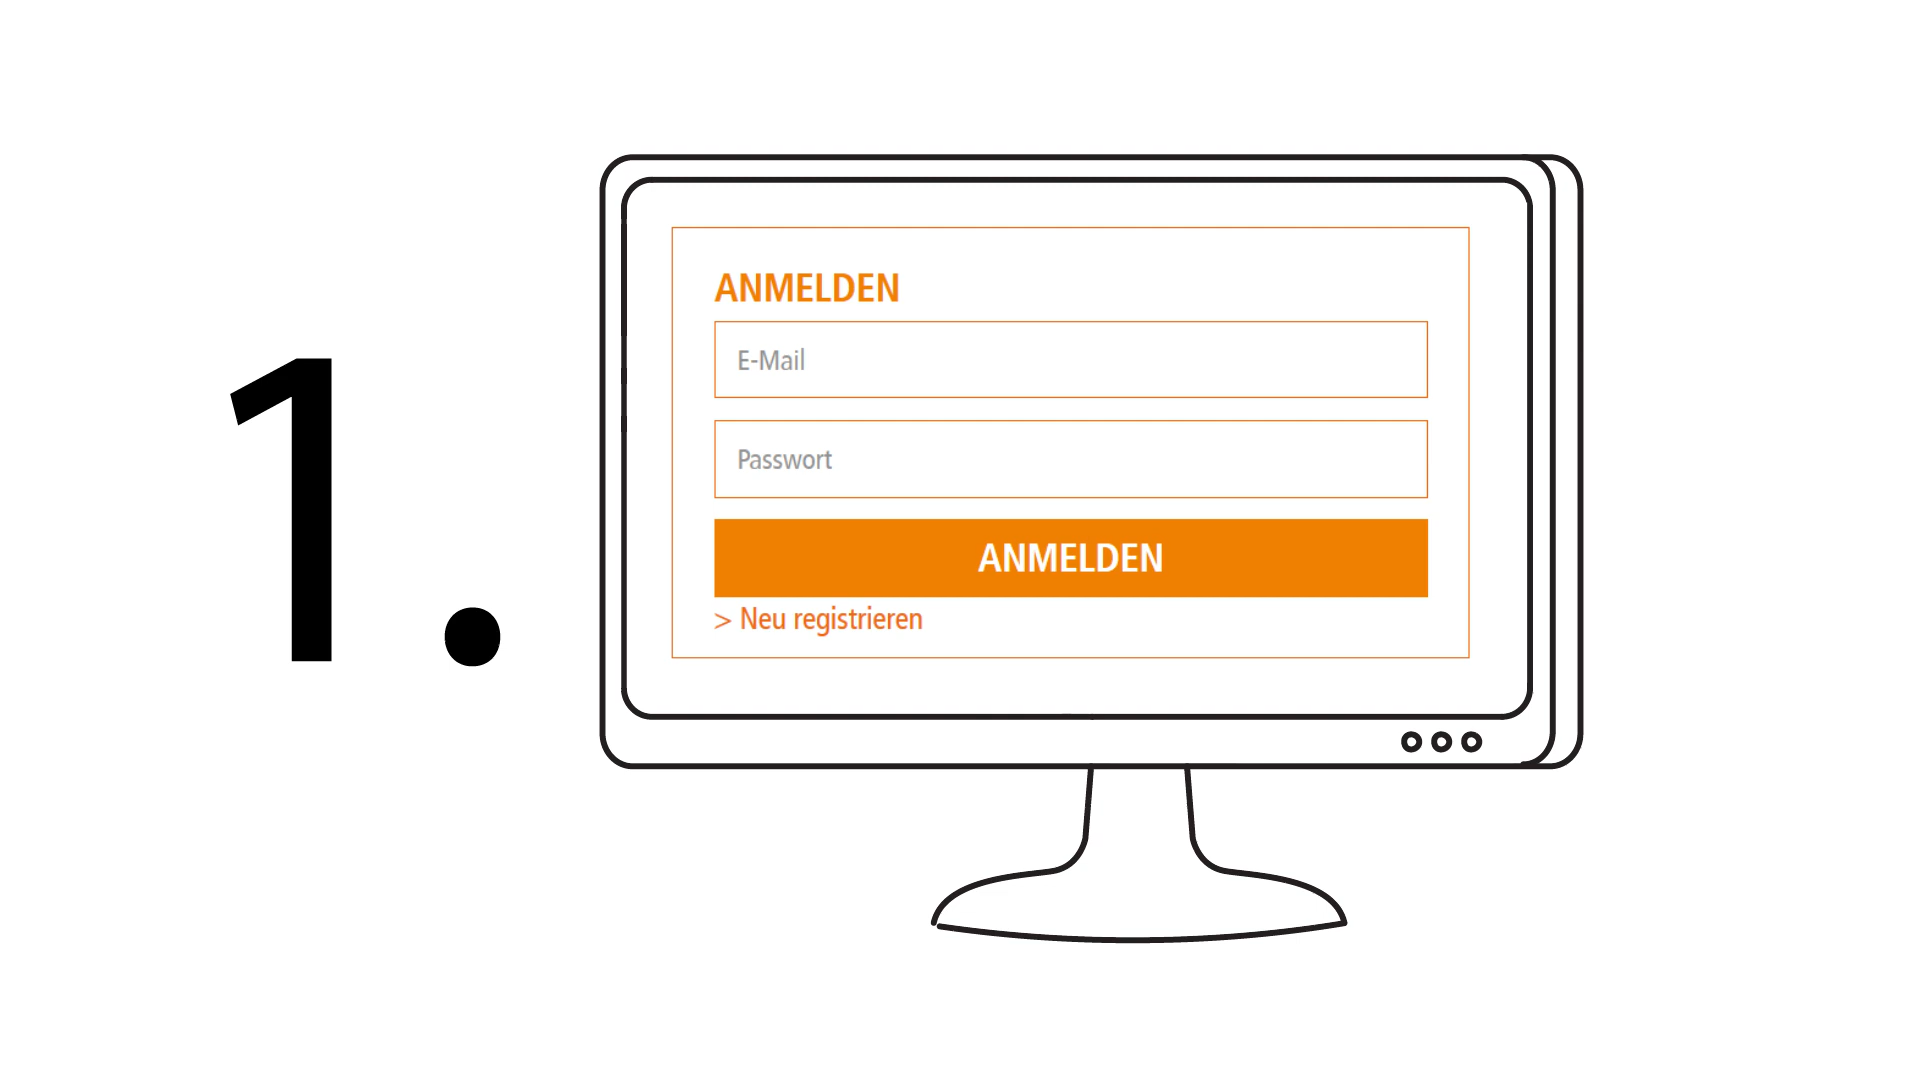 1.
ANMELDEN
E-Mail
Passwort
ANMELDEN
> Neu registrieren